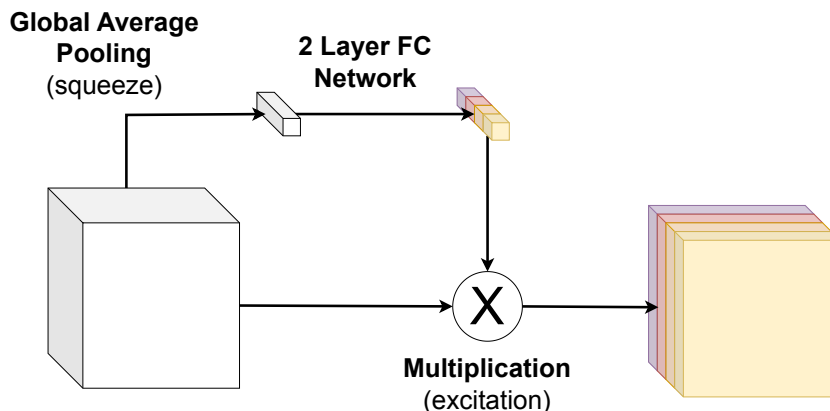 Global Average
Pooling
(squeeze)
2 Layer FC
Network
X
Multiplication
(excitation)